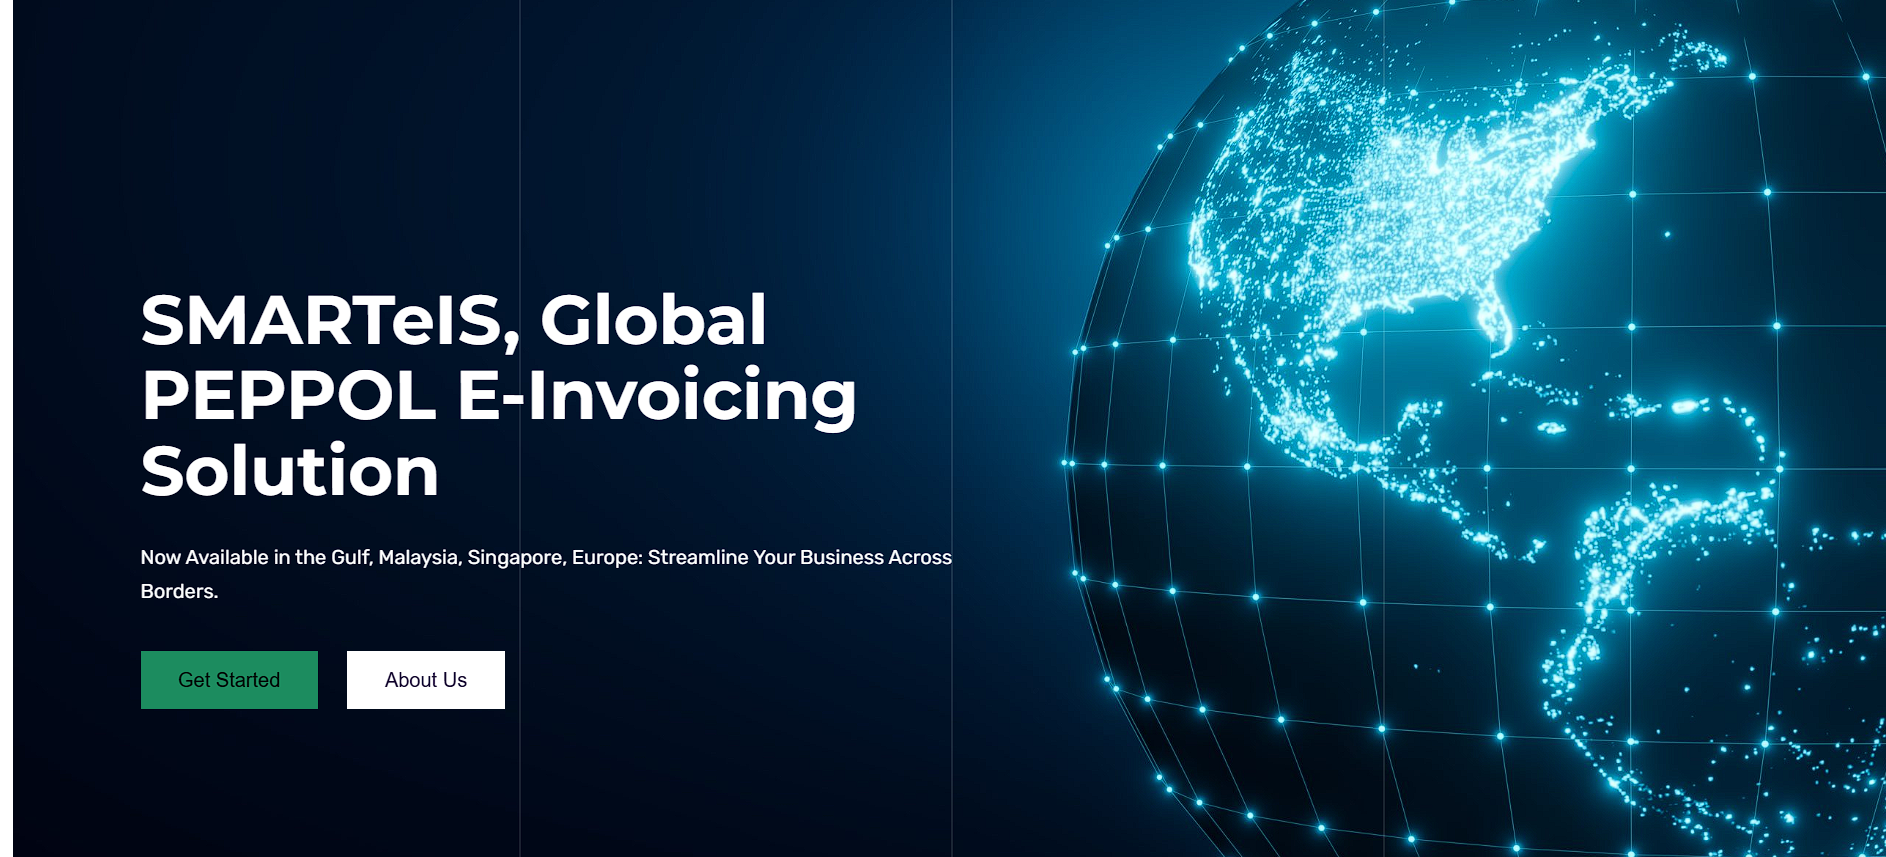 SMARTeIS, Global
PEPPOL E-Invoicing
Solution
Now Available in the Gulf, Malaysia, Singapore, Europe: Streamline Your Business Across
Borders.
Get Started
About Us